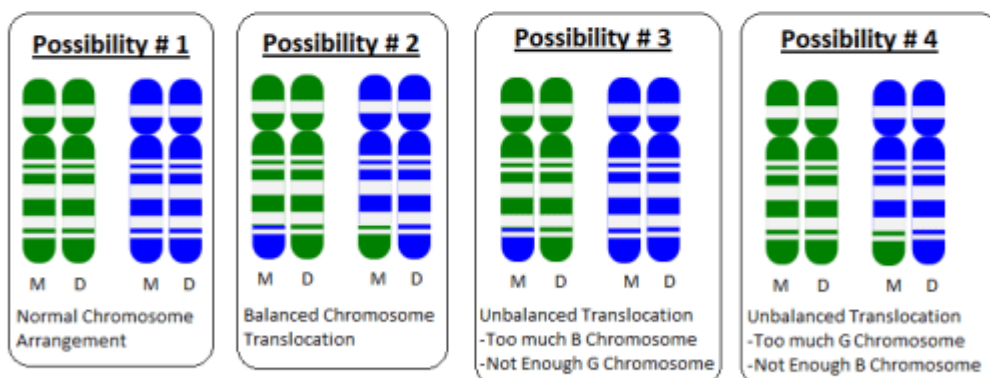 Possibility # 1
M D M D
Normal Chromosome
Arrangement
Possibility # 2
M D M D
Balanced Chromosome
Translocation
Possibility # 3
M D M D
Unbalanced Translocation
-Too much B Chromosome
-Not Enough G Chromosome
Possibility # 4
M D M D
Unbalanced Translocation
-Too much G Chromosome
-Not Enough B Chromosome